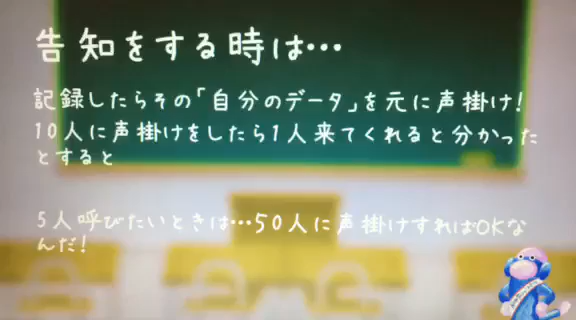 告知をする時は…
記録したらその「自分のデータ」を元に声掛け!
10人に声掛けをしたら1人来てくれると分かった
とすると
5人呼びたいときは…50人に声掛けすればOKな
んだ!